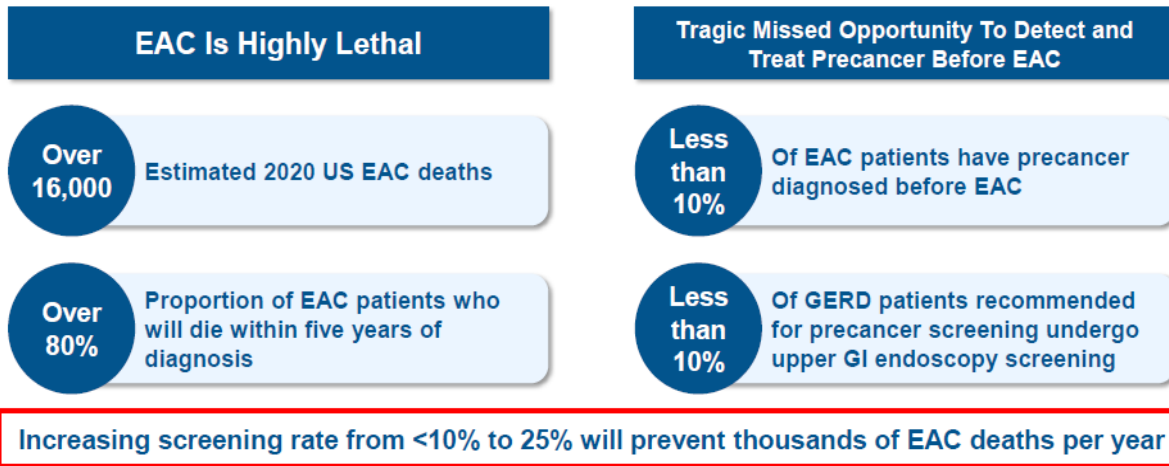 EAC Is Highly Lethal
Over
16,000
Estimated 2020 US EAC deaths
Over
80%
Proportion of EAC patients who
will die within five years of
diagnosis
Tragic Missed Opportunity To Detect and
Treat Precancer Before EAC
Less
than
10%
Of EAC patients have precancer
diagnosed before EAC
Less
than
10%
Of GERD patients recommended
for precancer screening undergo
upper GI endoscopy screening
Increasing screening rate from <10% to 25% will prevent thousands of EAC deaths per year